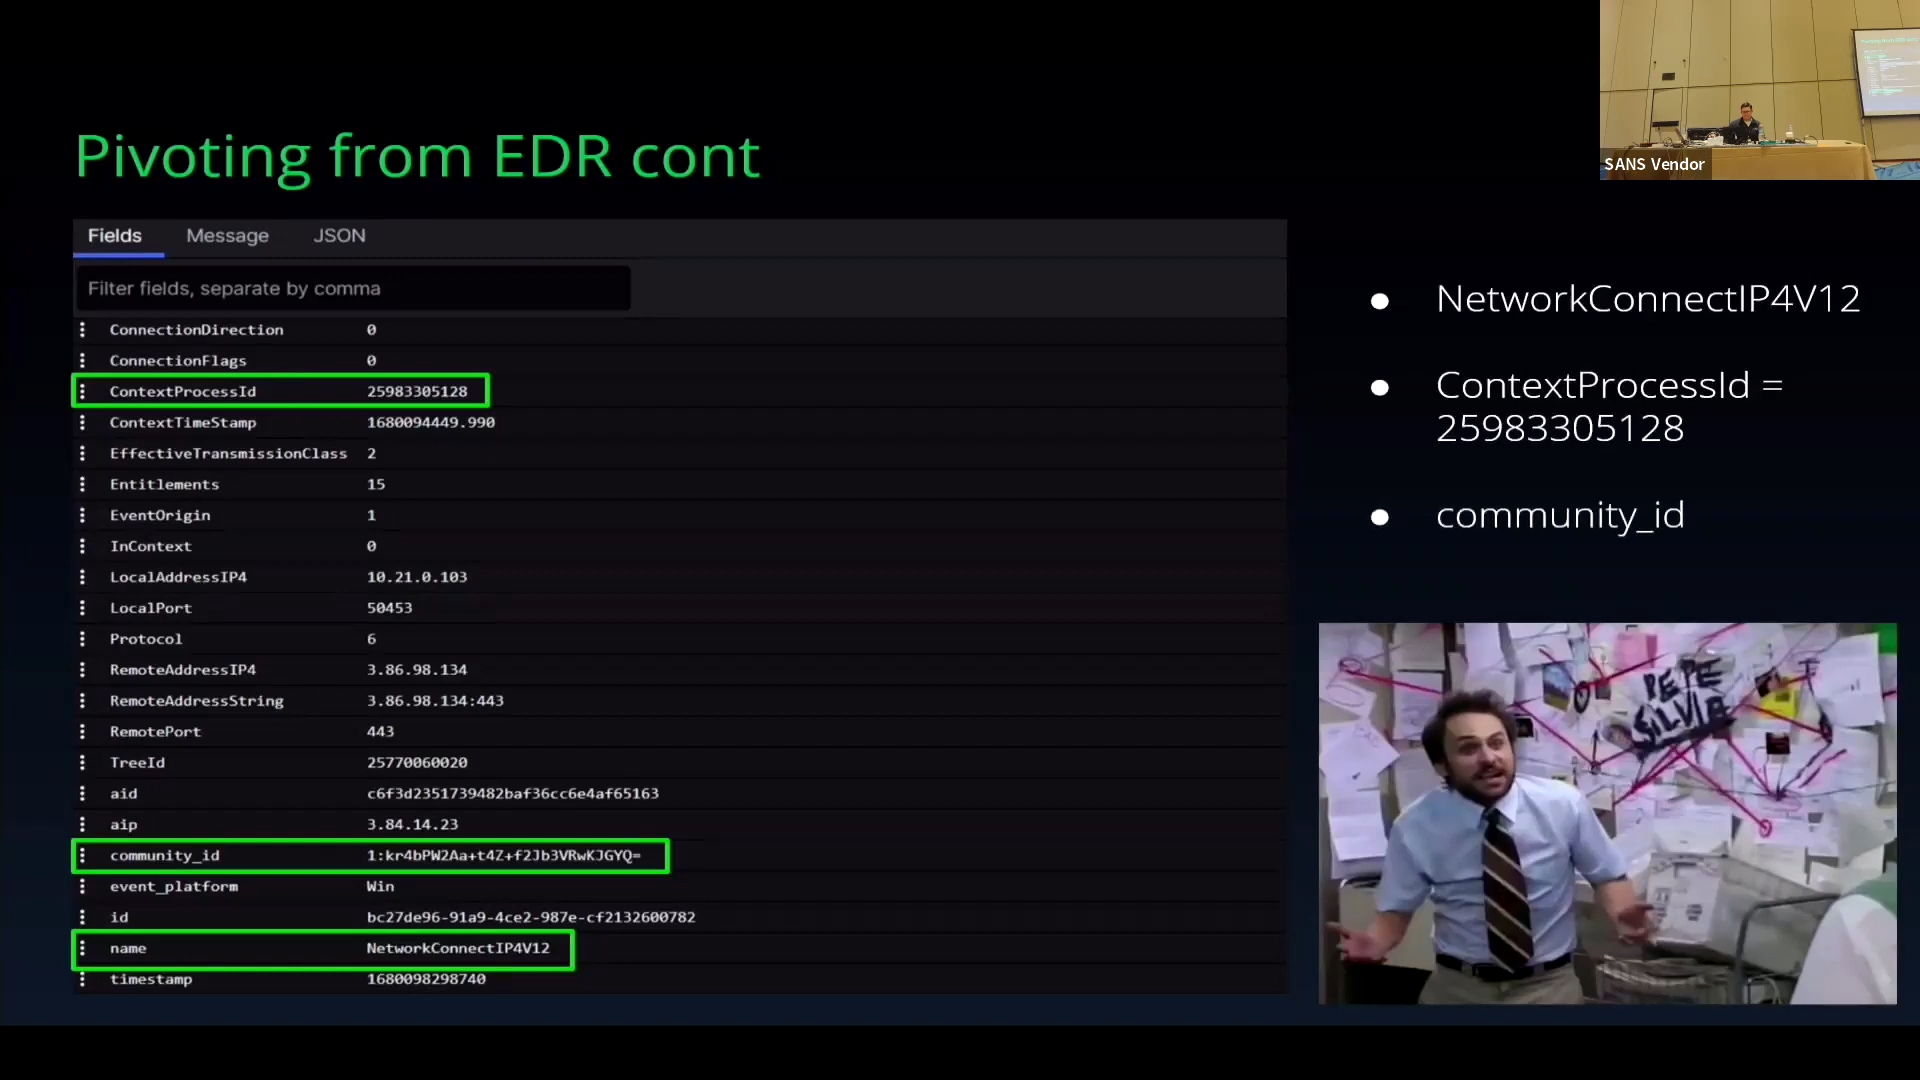 Pivoting from EDR cont
SANS Vendor
Fields Message JSON
Filter fields, separate by comma
ConnectionDirection 0
ConnectionFlags 0
ContextProcessId 25983305128
ContextTimeStamp 1680094449.990
EffectiveTransmissionClass 2
Entitlements 15
EventOrigin 1
InContext 0
LocalAddressIP4 10.21.0.103
LocalPort 50453
Protocol 6
RemoteAddressIP4 3.86.98.134
RemoteAddressString 3.86.98.134:443
RemotePort 443
TreeId 25770060020
aid c6f3d2351739482baf36cc6e4af65163
aip 3.84.14.23
community_id 1:kr4bPW2Aa+t4Z+f2Jb3VRwKJGYQ=
event_platform Win
id bc27de96-91a9-4ce2-987e-cf2132600782
name NetworkConnectIP4V12
timestamp 1680098298740
NetworkConnectIP4V12
ContextProcessId =
25983305128
community_id
PEPE
SILVIA